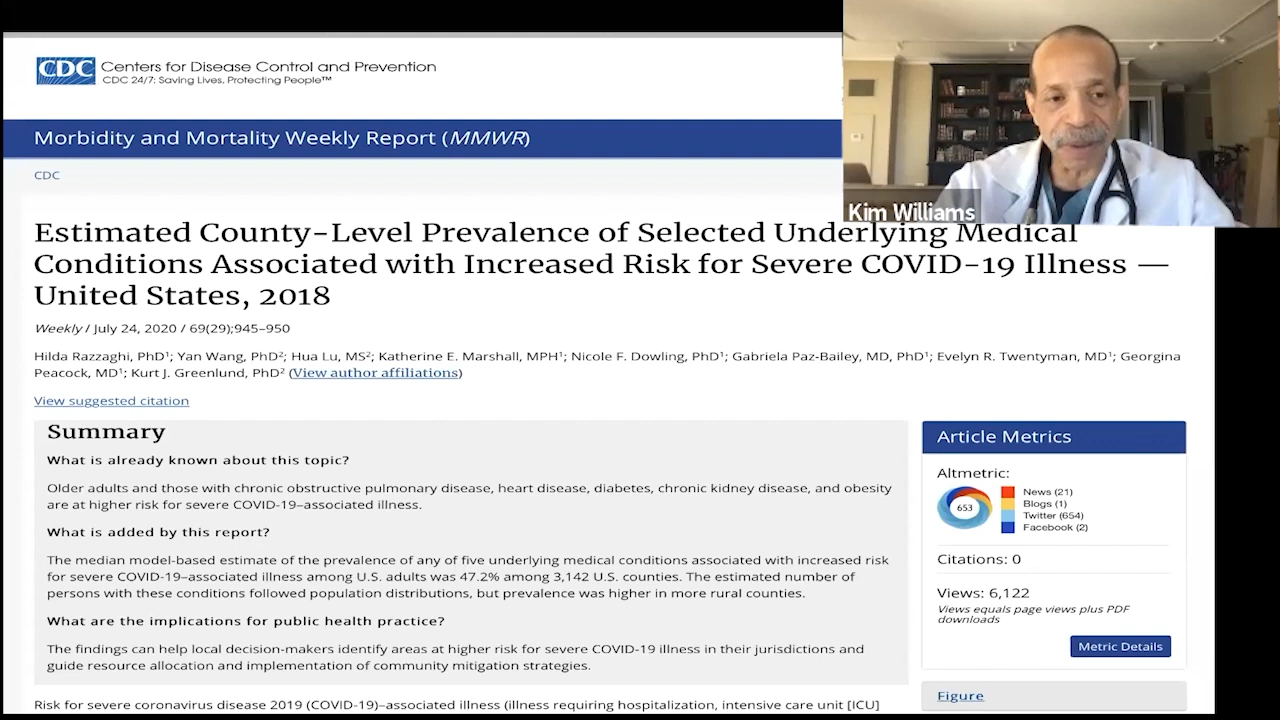 CDC Centers for Disease Control and Prevention
CDC 24/7: Saving Lives, Protecting People™
Morbidity and Mortality Weekly Report (MMWR)
CDC
Kim Williams
Estimated County-Level Prevalence of Selected Underlying Medical
Conditions Associated with Increased Risk for Severe COVID-19 Illness —
United States, 2018
Weekly / July 24, 2020 / 69(29);945–950
Hilda Razzaghi, PhD¹; Yan Wang, PhD²; Hua Lu, MS²; Katherine E. Marshall, MPH¹; Nicole F. Dowling, PhD¹; Gabriela Paz-Bailey, MD, PhD¹; Evelyn R. Twentyman, MD¹; Georgina
Peacock, MD¹; Kurt J. Greenlund, PhD² (View author affiliations)
View suggested citation
Summary
What is already known about this topic?
Older adults and those with chronic obstructive pulmonary disease, heart disease, diabetes, chronic kidney disease, and obesity
are at higher risk for severe COVID-19–associated illness.
What is added by this report?
The median model-based estimate of the prevalence of any of five underlying medical conditions associated with increased risk
for severe COVID-19–associated illness among U.S. adults was 47.2% among 3,142 U.S. counties. The estimated number of
persons with these conditions followed population distributions, but prevalence was higher in more rural counties.
What are the implications for public health practice?
The findings can help local decision-makers identify areas at higher risk for severe COVID-19 illness in their jurisdictions and
guide resource allocation and implementation of community mitigation strategies.
Risk for severe coronavirus disease 2019 (COVID-19)–associated illness (illness requiring hospitalization, intensive care unit [ICU]
Article Metrics
Altmetric:
653
News (21)
Blogs (1)
Twitter (654)
Facebook (2)
Citations: 0
Views: 6,122
Views equals page views plus PDF
downloads
Metric Details
Figure